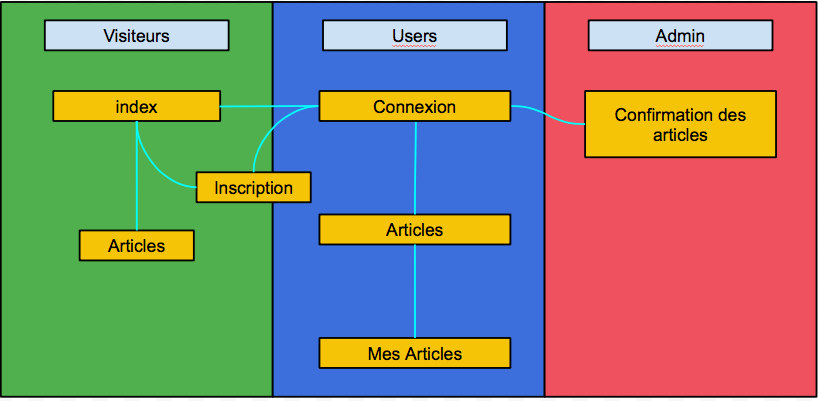 Visiteurs
Users
Admin
index
Connexion
Confirmation des
articles
Inscription
Articles
Articles
Mes Articles